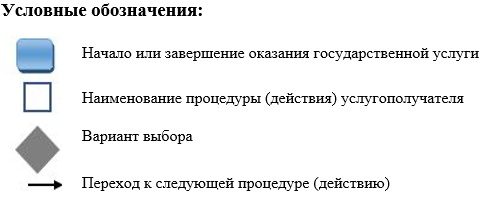 Условные обозначения:
Начало или завершение оказания государственной услуги
Наименование процедуры (действия) услугополучателя
Вариант выбора
Переход к следующей процедуре (действию)